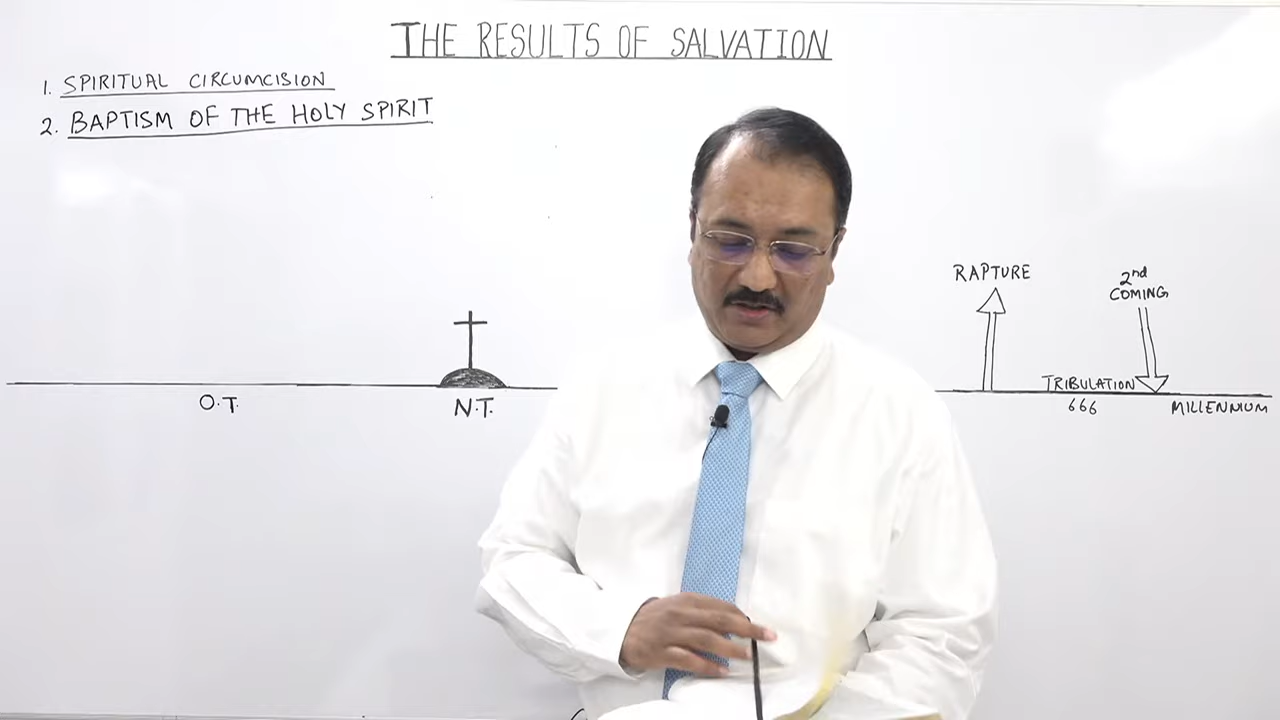 THE RESULTS OF SALVATION
1. SPIRITUAL CIRCUMCISION
2. BAPTISM OF THE HOLY SPIRIT
RAPTURE
2nd
COMING
TRIBULATION
O.T.
N.T.
666
MILLENNIUM